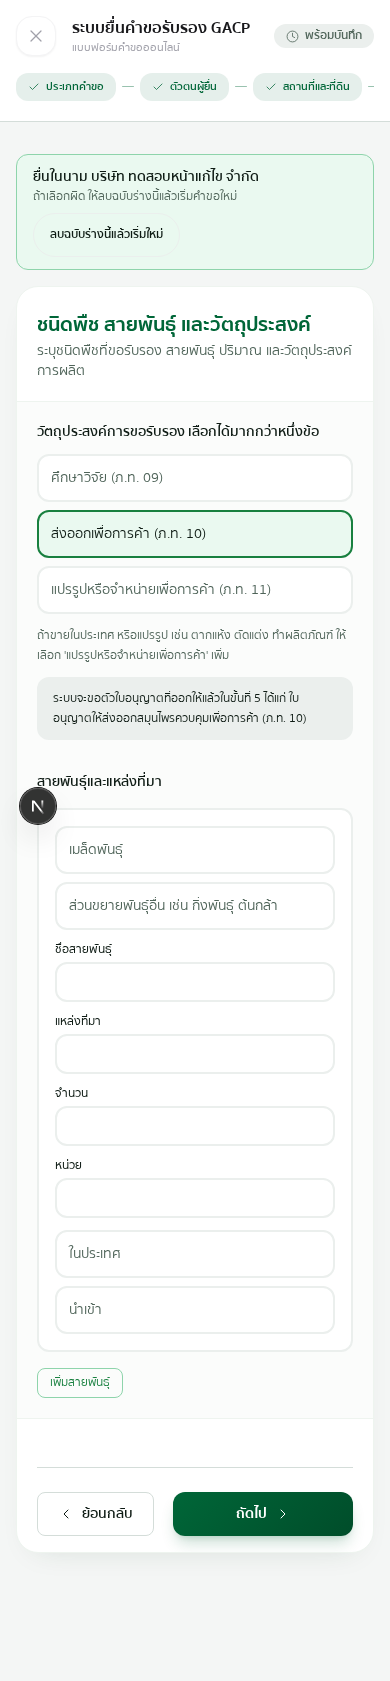 ระบบยื่นคำขอรับรอง GACP
แบบฟอร์มคำขอออนไลน์
พร้อมบันทึก
ประเภทคำขอ
ตัวตนผู้ยื่น
สถานที่และที่ดิน
ยื่นในนาม บริษัท ทดสอบหน้าแก้ไข จำกัด
ถ้าเลือกผิด ให้ลบฉบับร่างนี้แล้วเริ่มคำขอใหม่
ลบฉบับร่างนี้แล้วเริ่มใหม่
ชนิดพืช สายพันธุ์ และวัตถุประสงค์
ระบุชนิดพืชที่ขอรับรอง สายพันธุ์ ปริมาณ และวัตถุประสงค์
การผลิต
วัตถุประสงค์การขอรับรอง เลือกได้มากกว่าหนึ่งข้อ
ศึกษาวิจัย (ภ.ท. 09)
ส่งออกเพื่อการค้า (ภ.ท. 10)
แปรรูปหรือจำหน่ายเพื่อการค้า (ภ.ท. 11)
ถ้าขายในประเทศ หรือแปรรูป เช่น ตากแห้ง ตัดแต่ง ทำผลิตภัณฑ์ ให้
เลือก 'แปรรูปหรือจำหน่ายเพื่อการค้า' เพิ่ม
ระบบจะขอตัวใบอนุญาตที่ออกให้แล้วในขั้นที่ 5 ได้แก่ ใบ
อนุญาตให้ส่งออกสมุนไพรควบคุมเพื่อการค้า (ภ.ท. 10)
สายพันธุ์และแหล่งที่มา
N
เมล็ดพันธุ์
ส่วนขยายพันธุ์อื่น เช่น กิ่งพันธุ์ ต้นกล้า
ชื่อสายพันธุ์
แหล่งที่มา
จำนวน
หน่วย
ในประเทศ
นำเข้า
เพิ่มสายพันธุ์
ย้อนกลับ
ถัดไป